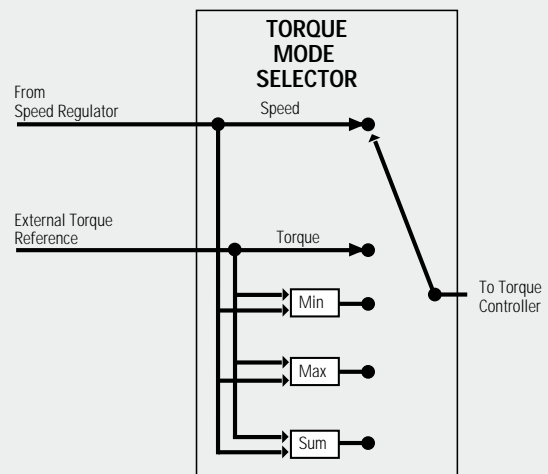 TORQUE
MODE
SELECTOR
From
Speed Regulator
Speed
External Torque
Reference
Torque
Min
To Torque
Controller
Max
Sum